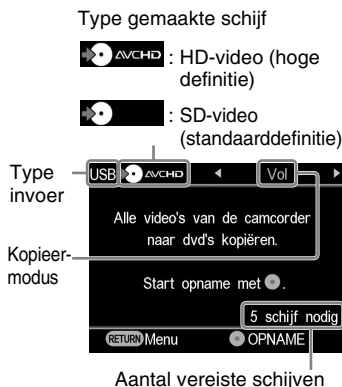 Type gemaakte schijf
AVCHD : HD-video (hoge
definitie)
: SD-video
(standaarddefinitie)
Type
invoer
USB AVCHD Vol
Alle video's van de camcorder
naar dvd's kopiëren.
Kopieer-
modus
Start opname met .
5 schijf nodig
RETURN Menu OPNAME
Aantal vereiste schijven